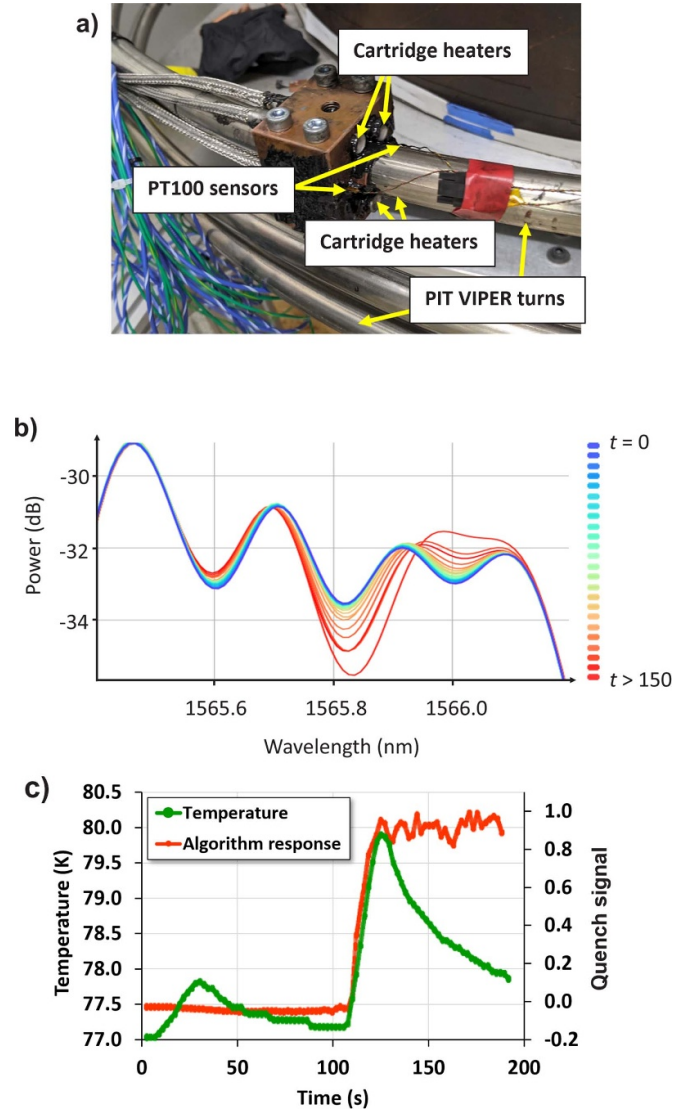 a)
Cartridge heaters
PT100 sensors
Cartridge heaters
PIT VIPER turns
b)
Power (dB)
-30
-32
-34
1565.6 1565.8 1566.0
Wavelength (nm)
t = 0
t > 150
c)
Temperature
Algorithm response
Temperature (K)
80.5
80.0
79.5
79.0
78.5
78.0
77.5
77.0
1.0
0.8
0.6
0.4
0.2
0.0
-0.2
Quench signal
0 50 100 150 200
Time (s)